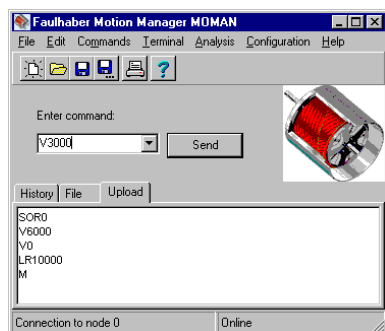 Faulhaber Motion Manager MOMAN
File Edit Commands Terminal Analysis Configuration Help
Enter command:
V3000
Send
History File Upload
SOR0
V6000
V0
LR10000
M
Connection to node 0 Online